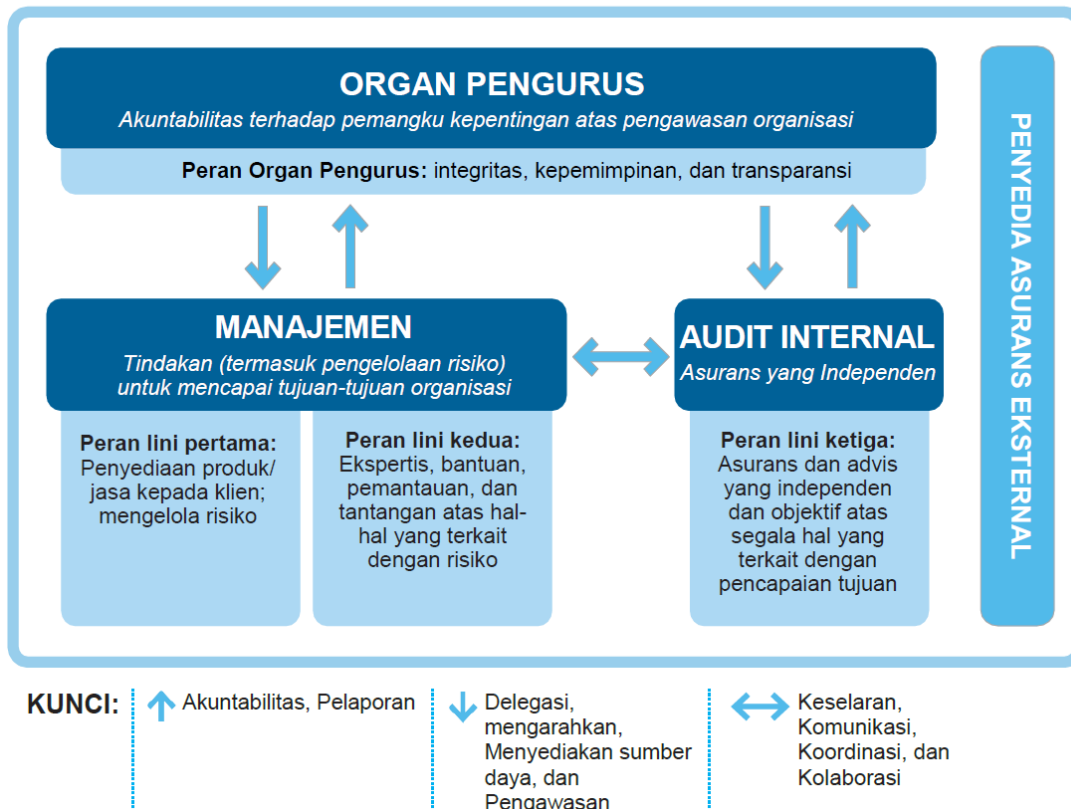 ORGAN PENGURUS
Akuntabilitas terhadap pemangku kepentingan atas pengawasan organisasi
Peran Organ Pengurus: integritas, kepemimpinan, dan transparansi
MANAJEMEN
Tindakan (termasuk pengelolaan risiko)
untuk mencapai tujuan-tujuan organisasi
Peran lini pertama:
Penyediaan produk/
jasa kepada klien;
mengelola risiko
Peran lini kedua:
Ekspertis, bantuan,
pemantauan, dan
tantangan atas hal-
hal yang terkait
dengan risiko
AUDIT INTERNAL
Asurans yang Independen
Peran lini ketiga:
Asurans dan advis
yang independen
dan objektif atas
segala hal yang
terkait dengan
pencapaian tujuan
PENYEDIA ASURANS EKSTERNAL
KUNCI:
Akuntabilitas, Pelaporan
Delegasi,
mengarahkan,
Menyediakan sumber
daya, dan
Pengawasan
Keselaran,
Komunikasi,
Koordinasi, dan
Kolaborasi